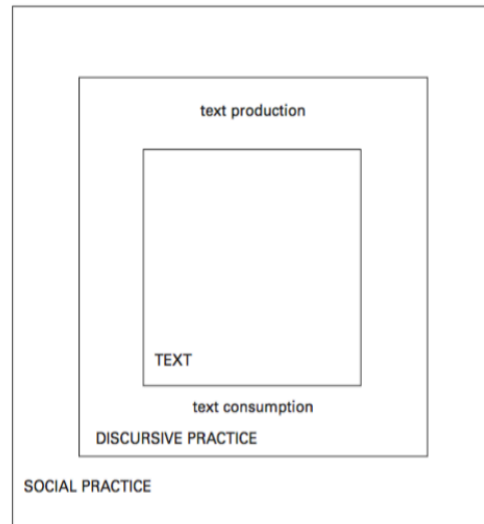 text production
TEXT
text consumption
DISCURSIVE PRACTICE
SOCIAL PRACTICE